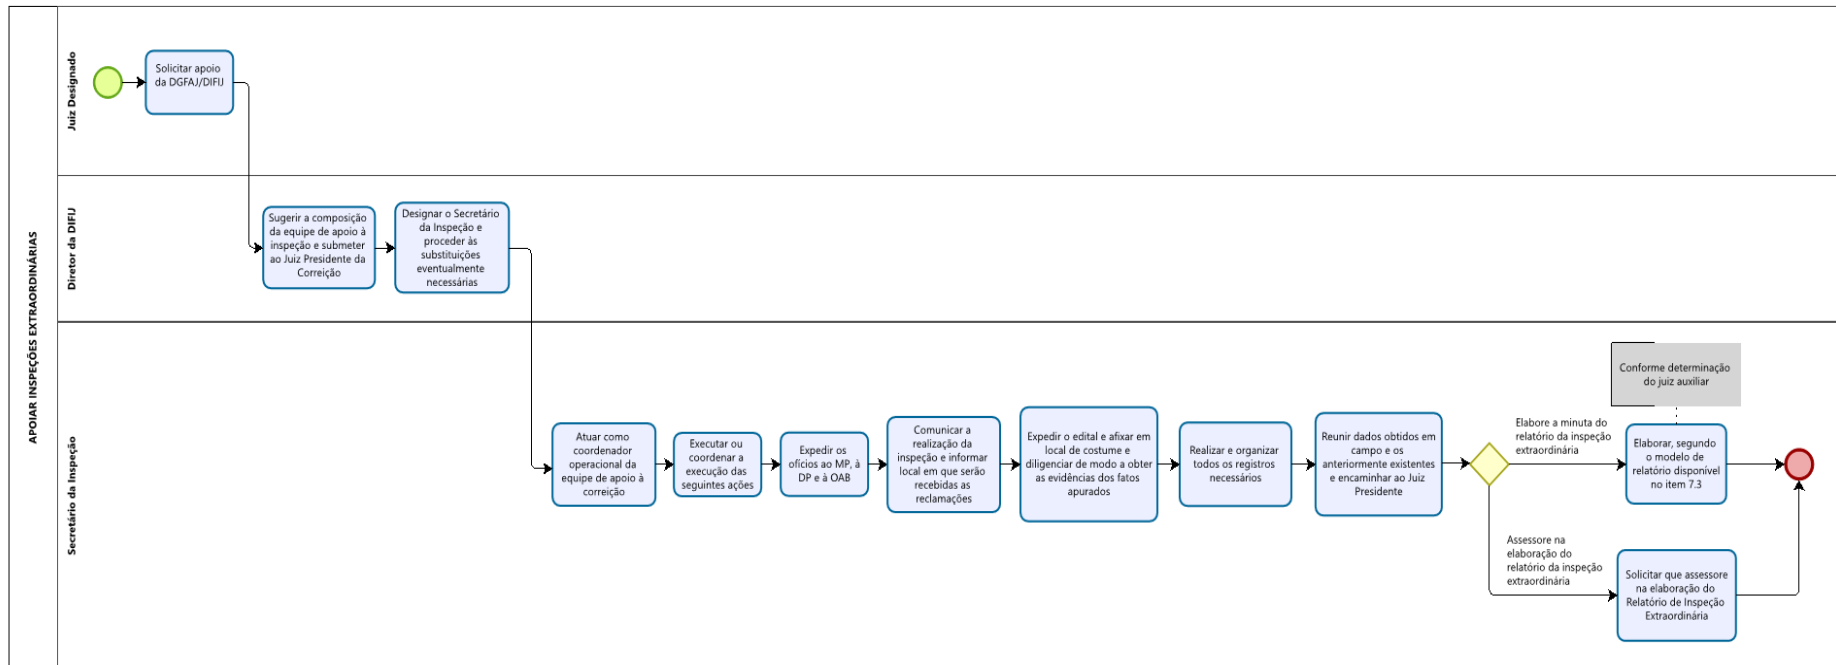 APOIAR INSPEÇÕES EXTRAORDINÁRIAS
Juiz Designado
Solicitar apoio
da DGFAJ/DIFIJ
Diretor da DIFIJ
Sugerir a composição
da equipe de apoio à
inspeção e submeter
ao Juiz Presidente da
Correição
Designar o Secretário
da Inspeção e
proceder às
substituições
eventualmente
necessárias
Secretário da Inspeção
Atuar como
coordenador
operacional da
equipe de apoio à
correição
Executar ou
coordenar a
execução das
seguintes ações
Expedir os
ofícios ao MP, à
DP e à OAB
Comunicar a
realização da
inspeção e informar
local em que serão
recebidas as
reclamações
Expedir o edital e afixar em
local de costume e
diligenciar de modo a obter
as evidências dos fatos
apurados
Realizar e organizar
todos os registros
necessários
Reunir dados obtidos em
campo e os
anteriormente existentes
e encaminhar ao Juiz
Presidente
Elabore a minuta do
relatório da inspeção
extraordinária
Conforme determinação
do juiz auxiliar
Elaborar, segundo
o modelo de
relatório disponível
no item 7.3
Assessore na
elaboração do
relatório da inspeção
extraordinária
Solicitar que assessore
na elaboração do
Relatório de Inspeção
Extraordinária